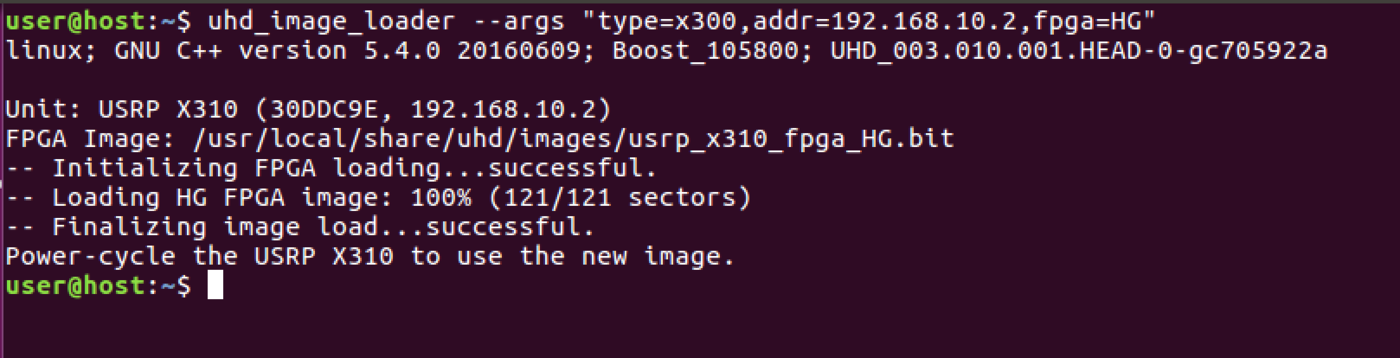 user@host:~$ uhd_image_loader --args "type=x300,addr=192.168.10.2,fpga=HG"
linux; GNU C++ version 5.4.0 20160609; Boost_105800; UHD_003.010.001.HEAD-0-gc705922a
Unit: USRP X310 (30DDC9E, 192.168.10.2)
FPGA Image: /usr/local/share/uhd/images/usrp_x310_fpga_HG.bit
-- Initializing FPGA loading...successful.
-- Loading HG FPGA image: 100% (121/121 sectors)
-- Finalizing image load...successful.
Power-cycle the USRP X310 to use the new image.
user@host:~$